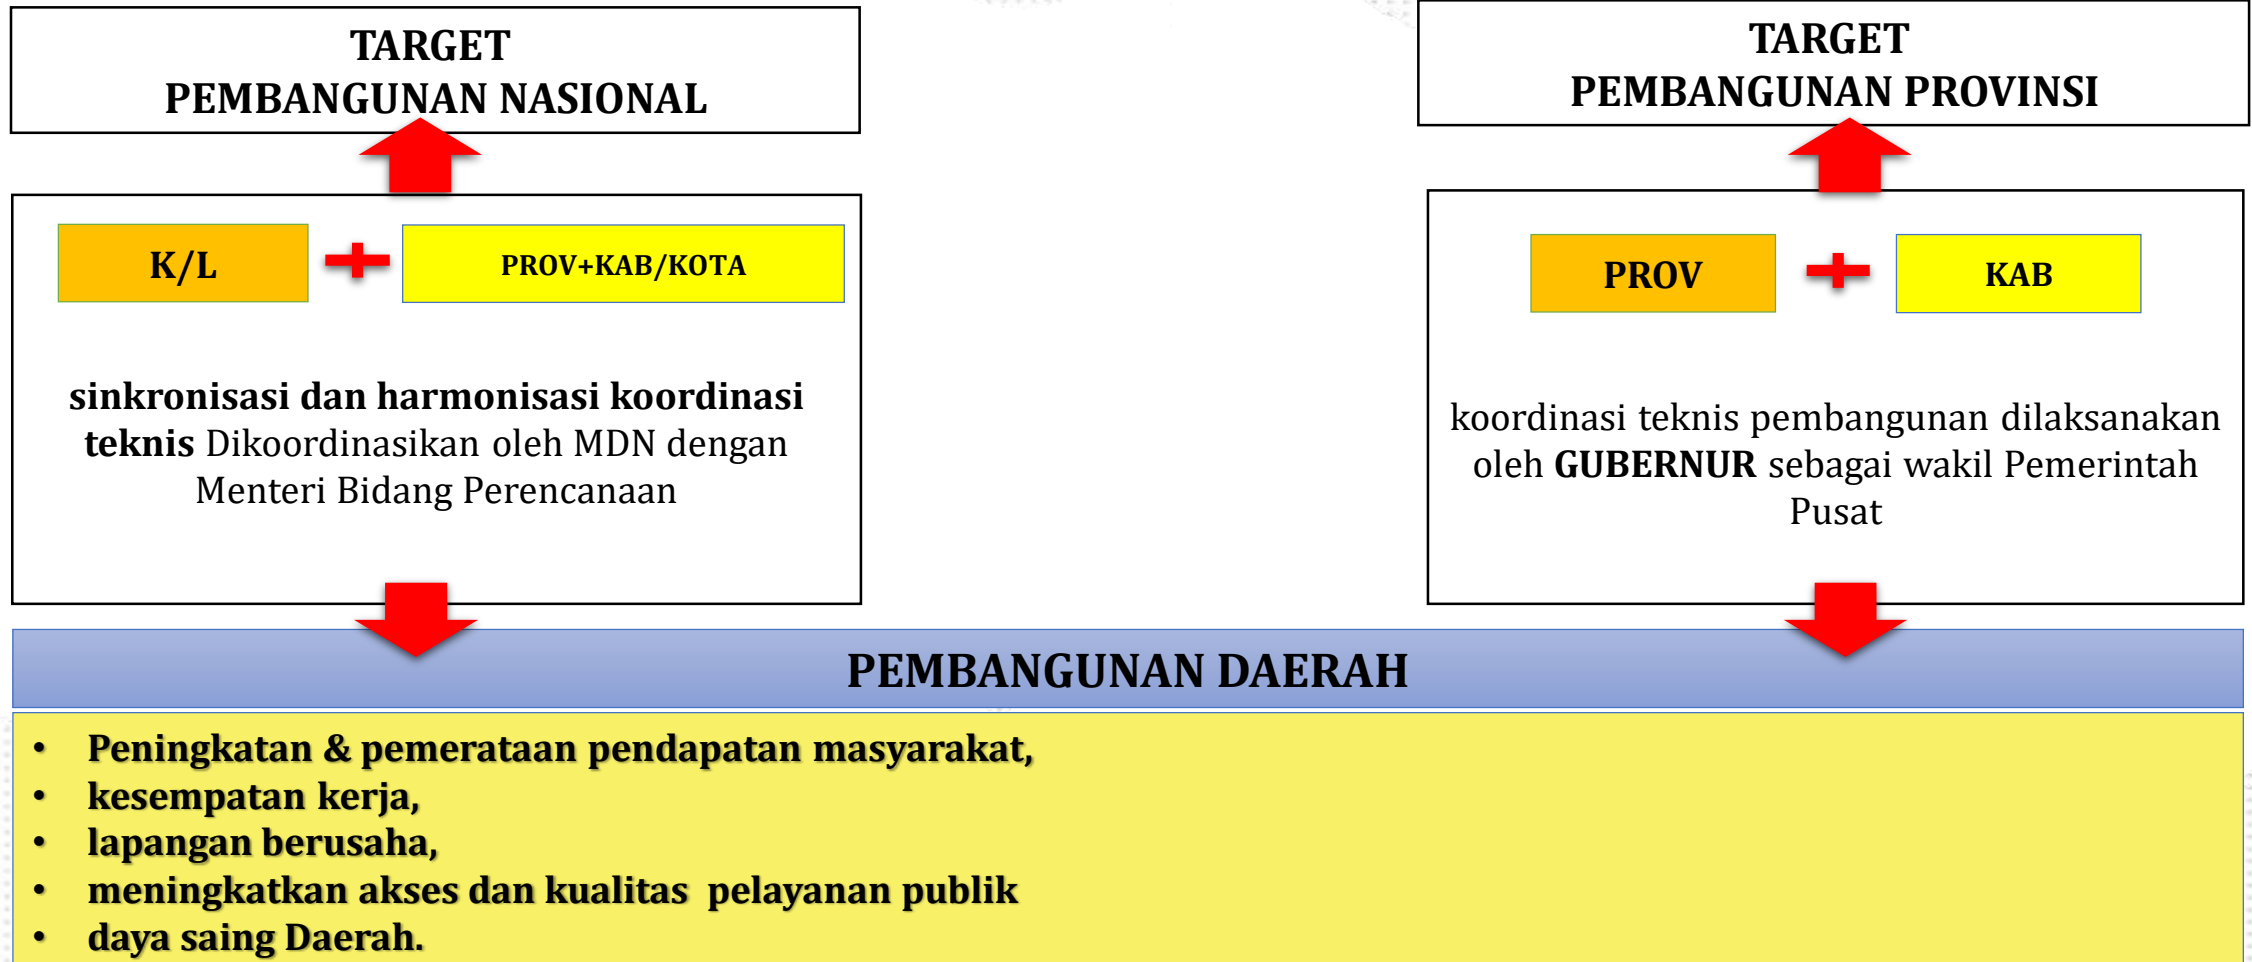 TARGET
PEMBANGUNAN NASIONAL
K/L
PROV+KAB/KOTA
sinkronisasi dan harmonisasi koordinasi
teknis Dikoordinasikan oleh MDN dengan
Menteri Bidang Perencanaan
TARGET
PEMBANGUNAN PROVINSI
PROV
KAB
koordinasi teknis pembangunan dilaksanakan
oleh GUBERNUR sebagai wakil Pemerintah
Pusat
PEMBANGUNAN DAERAH
• Peningkatan & pemerataan pendapatan masyarakat,
• kesempatan kerja,
• lapangan berusaha,
• meningkatkan akses dan kualitas pelayanan publik
• daya saing Daerah.